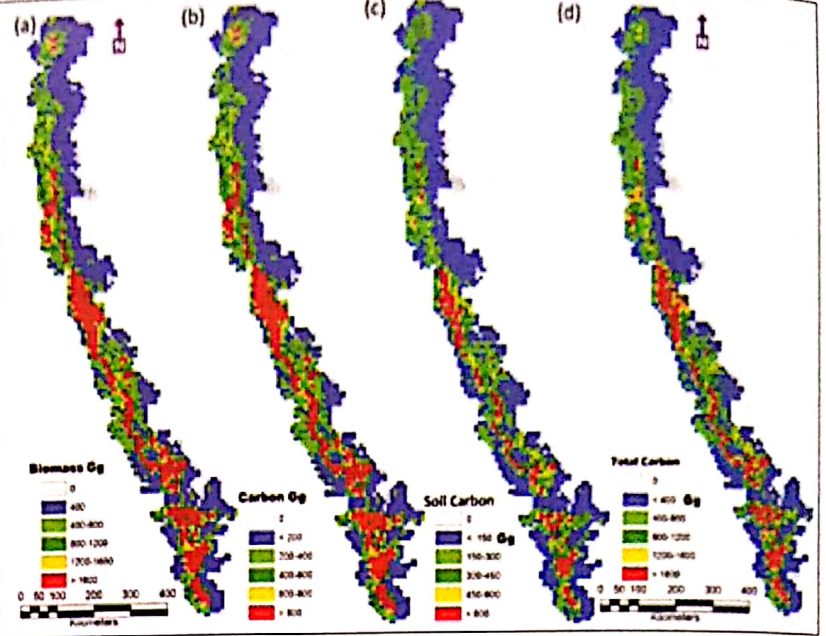 (a)
(b)
(c)
(d)
N
N
Biomass Gg
0
400
400-800
800-1200
1200-1600
> 1600
0 50 100 200 300 400
Kilometers
Carbon Gg
0
< 200
200-400
400-600
600-800
> 800
Soil Carbon
0
< 150 Gg
150-300
300-450
450-600
> 600
Total Carbon
0
< 400 Gg
400-800
800-1200
1200-1600
> 1600
0 50 100 200 300 400
Kilometers